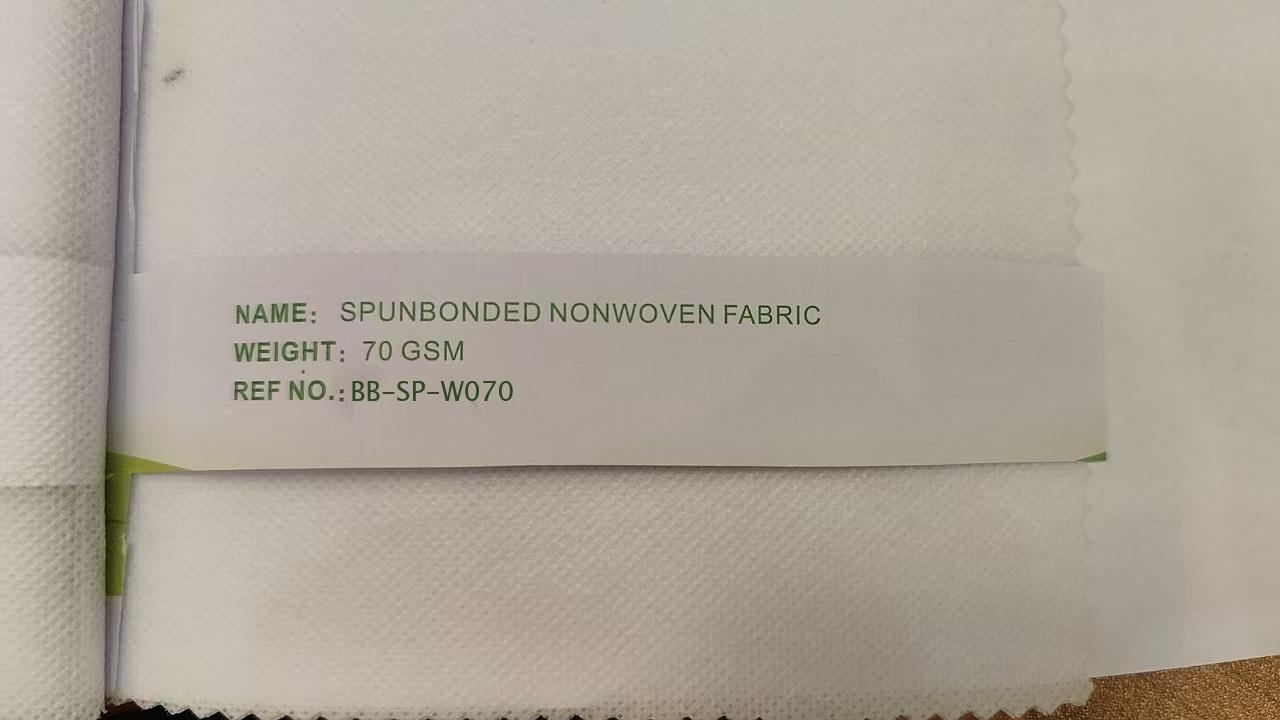 NAME: SPUNBONDED NONWOVEN FABRIC
WEIGHT: 70 GSM
REF NO.: BB-SP-W070